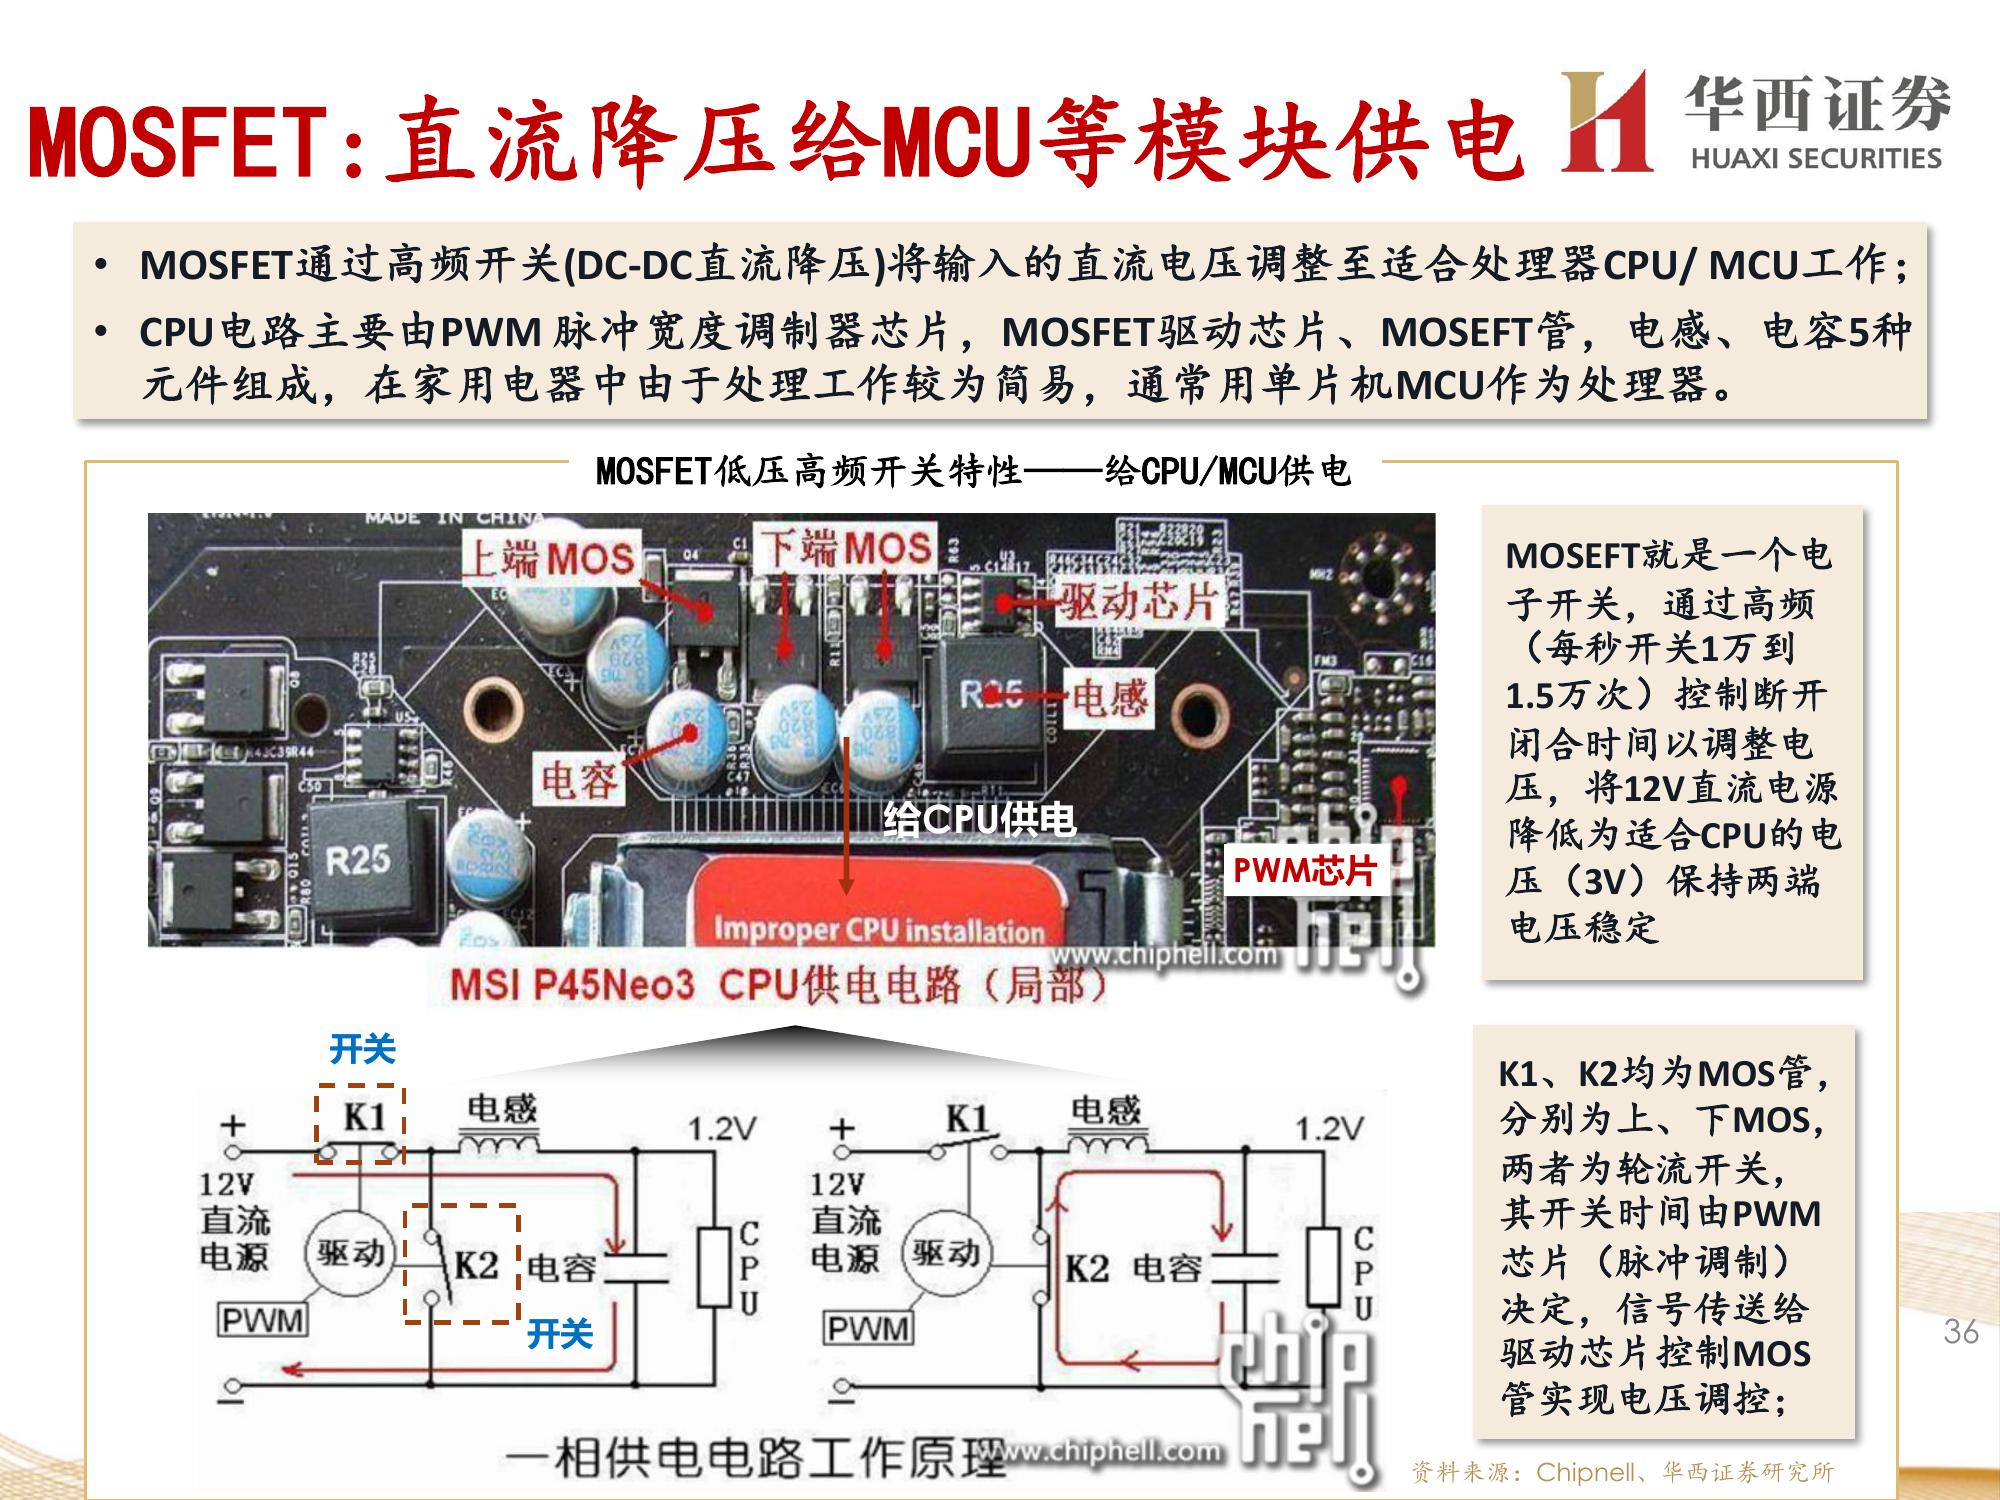 MOSFET:直流降压给MCU等模块供电
华西证券
HUAXI SECURITIES
• MOSFET通过高频开关(DC-DC直流降压)将输入的直流电压调整至适合处理器CPU/ MCU工作；
• CPU电路主要由PWM 脉冲宽度调制器芯片，MOSFET驱动芯片、MOSEFT管，电感、电容5种
元件组成，在家用电器中由于处理工作较为简易，通常用单片机MCU作为处理器。
MOSFET低压高频开关特性——给CPU/MCU供电
MADE IN CHINA
上端MOS
下端MOS
驱动芯片
电感
电容
R25
R25
给CPU供电
PWM芯片
Improper CPU installation
www.chiphell.com
MSI P45Neo3 CPU供电电路（局部）
MOSEFT就是一个电
子开关，通过高频
（每秒开关1万到
1.5万次）控制断开
闭合时间以调整电
压，将12V直流电源
降低为适合CPU的电
压（3V）保持两端
电压稳定
开关
K1
电感
1.2V
+
12V
直流
电源
驱动
K2
电容
CPU
PWM
开关
K1
电感
1.2V
+
12V
直流
电源
驱动
K2
电容
CPU
PWM
chip
hell
一相供电电路工作原理
www.chiphell.com
K1、K2均为MOS管，
分别为上、下MOS，
两者为轮流开关，
其开关时间由PWM
芯片（脉冲调制）
决定，信号传送给
驱动芯片控制MOS
管实现电压调控；
36
资料来源：Chipnell、华西证券研究所